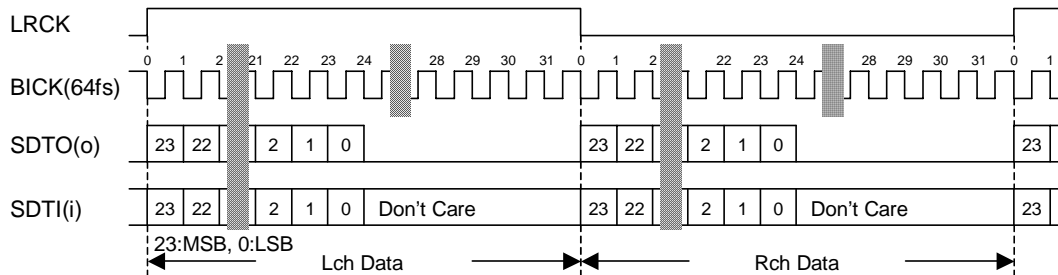 LRCK
0 1 2 21 22 23 24 28 29 30 31 0 1 2 22 23 24 28 29 30 31 0 1
BICK(64fs)
SDTO(o) 23 22 2 1 0 23 22 2 1 0 23
SDTI(i) 23 22 2 1 0 Don't Care 23 22 2 1 0 Don't Care 23
23:MSB, 0:LSB
Lch Data Rch Data